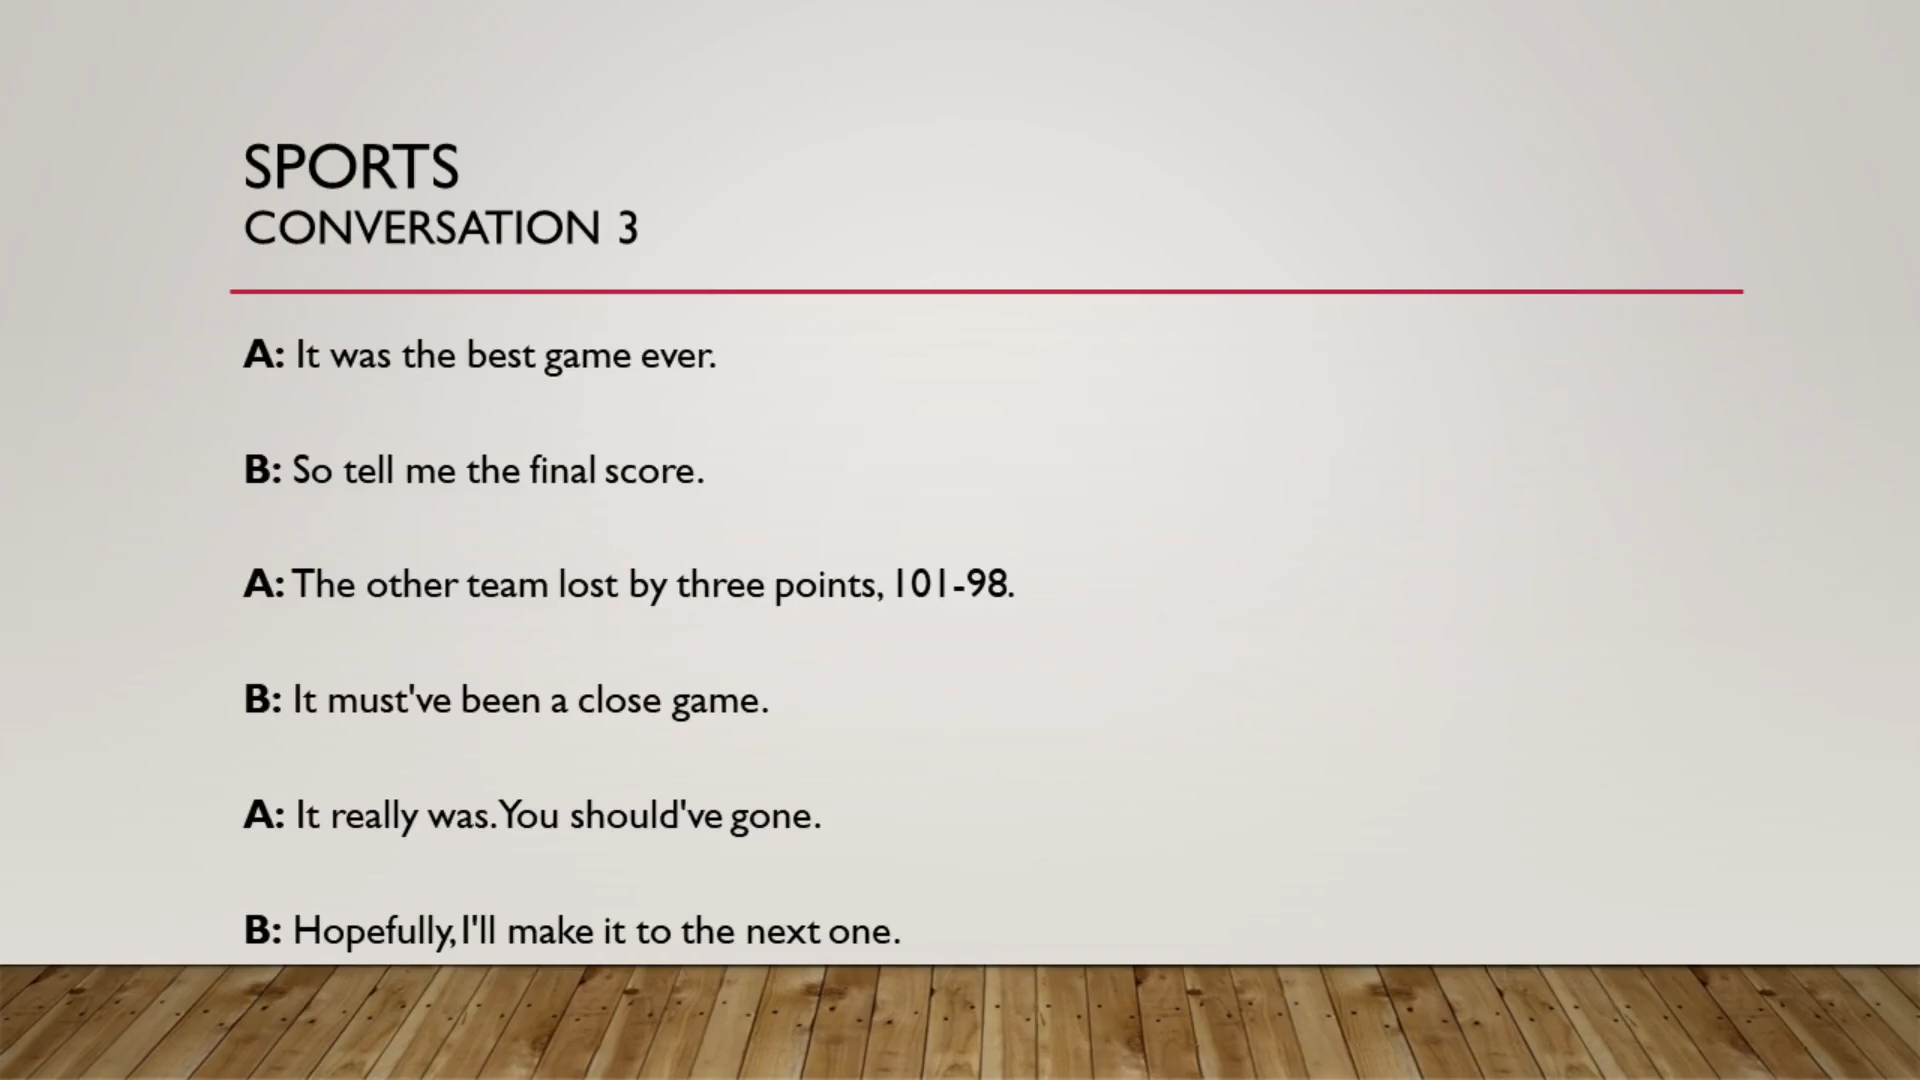 SPORTS
CONVERSATION 3
A: It was the best game ever.
B: So tell me the final score.
A: The other team lost by three points, 101-98.
B: It must've been a close game.
A: It really was. You should've gone.
B: Hopefully, I'll make it to the next one.